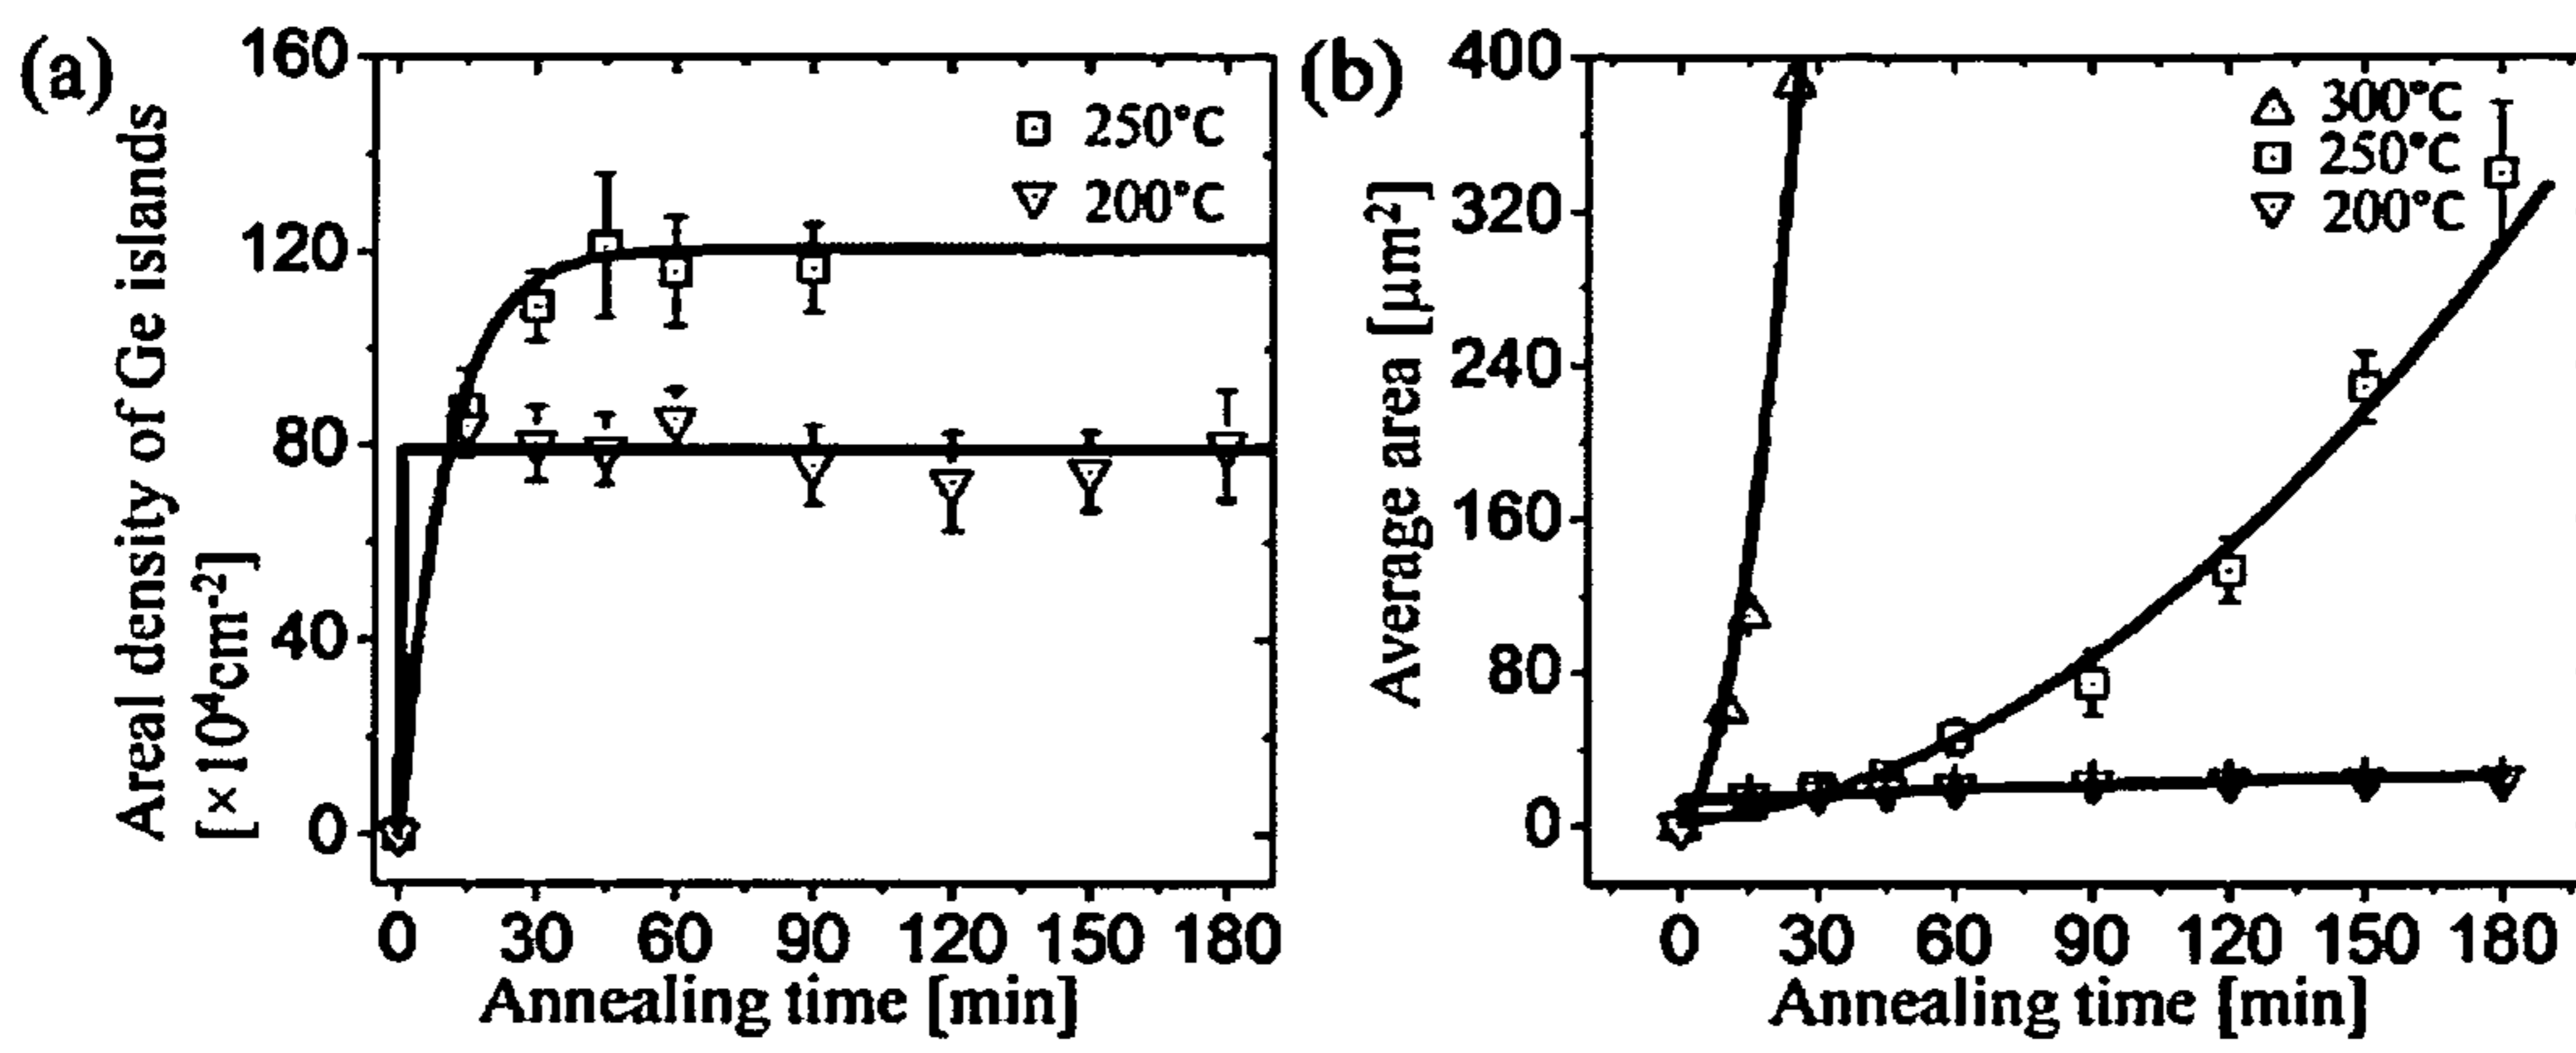 (a)
Areal density of Ge islands
[×10⁴cm⁻²]
160
120
80
40
0
250°C
200°C
0 30 60 90 120 150 180
Annealing time [min]
(b)
Average area [μm²]
400
320
240
160
80
0
300°C
250°C
200°C
0 30 60 90 120 150 180
Annealing time [min]